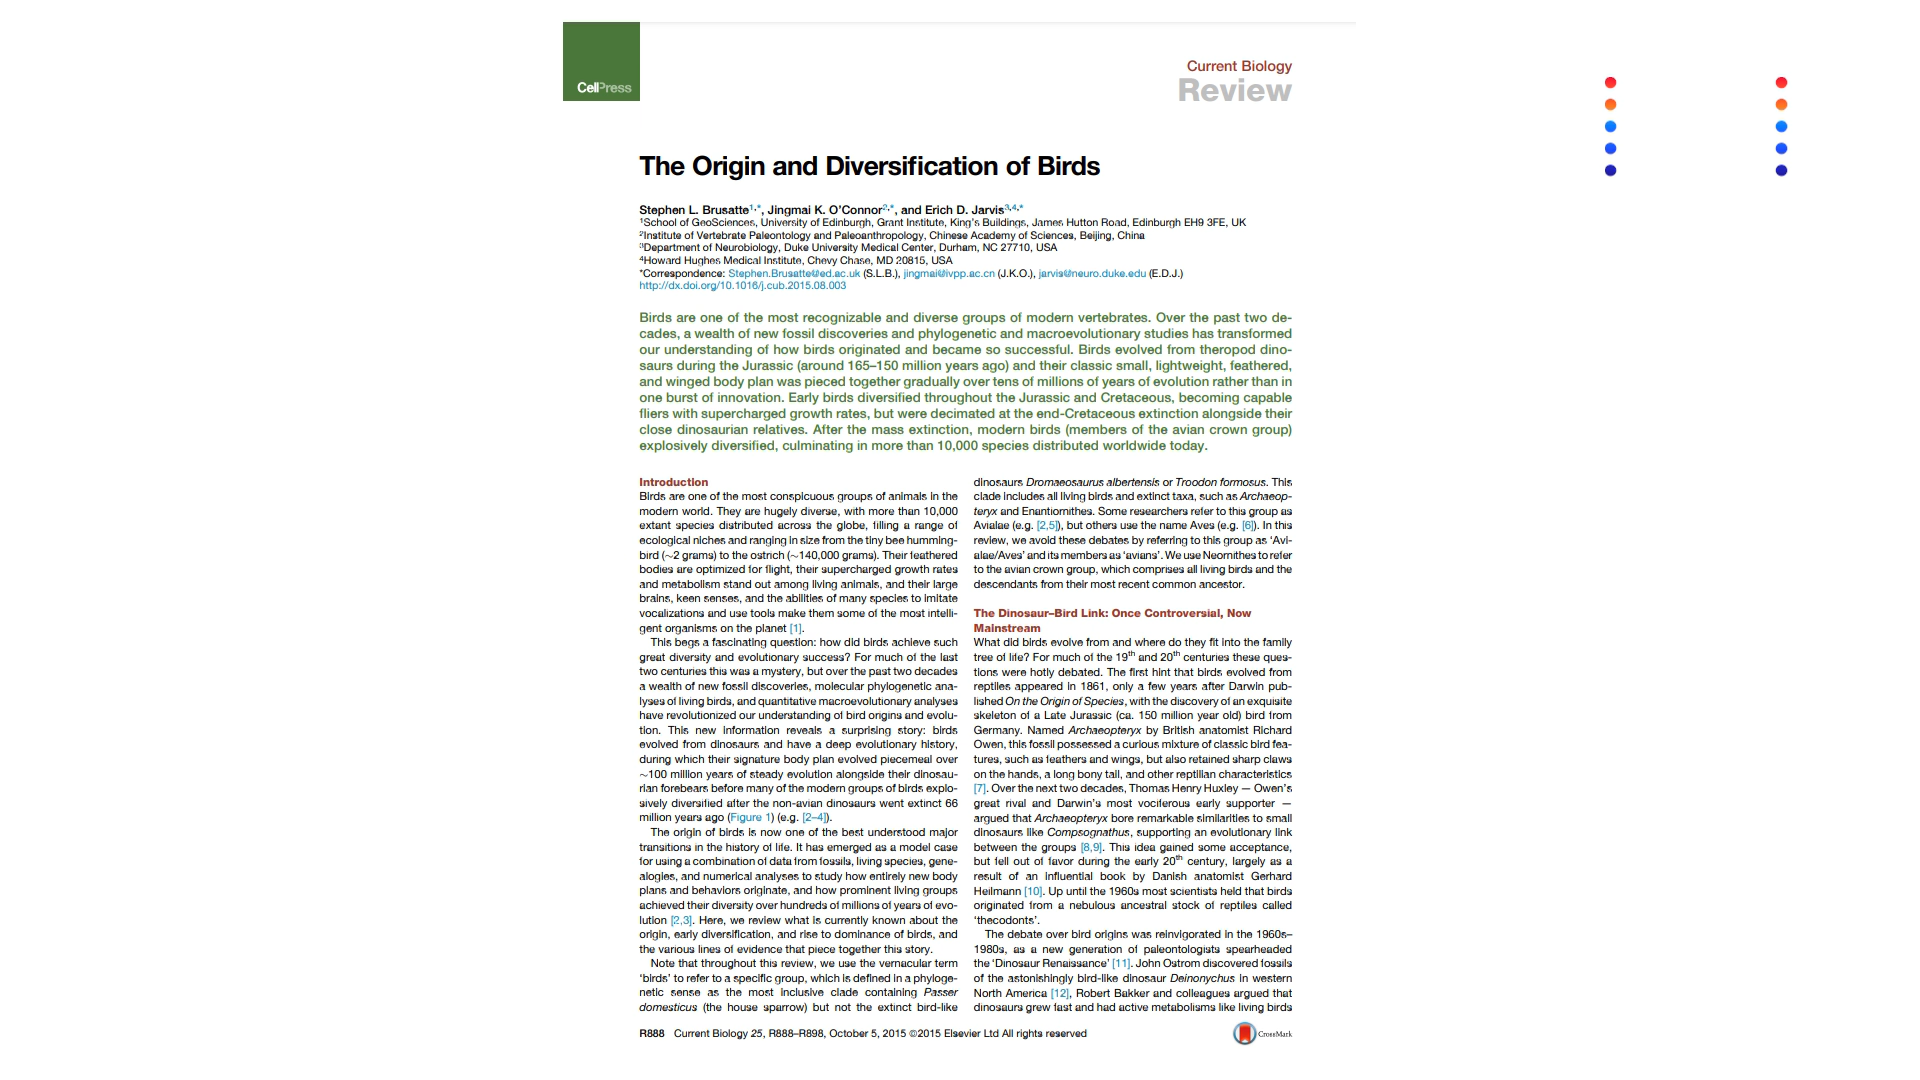 CellPress
Current Biology
Review
The Origin and Diversification of Birds
Stephen L. Brusatte1,*, Jingmai K. O'Connor2,*, and Erich D. Jarvis3,4,*
1School of GeoSciences, University of Edinburgh, Grant Institute, King's Buildings, James Hutton Road, Edinburgh EH9 3FE, UK
2Institute of Vertebrate Paleontology and Paleoanthropology, Chinese Academy of Sciences, Beijing, China
3Department of Neurobiology, Duke University Medical Center, Durham, NC 27710, USA
4Howard Hughes Medical Institute, Chevy Chase, MD 20815, USA
*Correspondence: Stephen.Brusatte@ed.ac.uk (S.L.B.), jingmai@ivpp.ac.cn (J.K.O.), jarvis@neuro.duke.edu (E.D.J.)
http://dx.doi.org/10.1016/j.cub.2015.08.003
Birds are one of the most recognizable and diverse groups of modern vertebrates. Over the past two de-
cades, a wealth of new fossil discoveries and phylogenetic and macroevolutionary studies has transformed
our understanding of how birds originated and became so successful. Birds evolved from theropod dino-
saurs during the Jurassic (around 165–150 million years ago) and their classic small, lightweight, feathered,
and winged body plan was pieced together gradually over tens of millions of years of evolution rather than in
one burst of innovation. Early birds diversified throughout the Jurassic and Cretaceous, becoming capable
fliers with supercharged growth rates, but were decimated at the end-Cretaceous extinction alongside their
close dinosaurian relatives. After the mass extinction, modern birds (members of the avian crown group)
explosively diversified, culminating in more than 10,000 species distributed worldwide today.
Introduction
Birds are one of the most conspicuous groups of animals in the
modern world. They are hugely diverse, with more than 10,000
extant species distributed across the globe, filling a range of
ecological niches and ranging in size from the tiny bee humming-
bird (~2 grams) to the ostrich (~140,000 grams). Their feathered
bodies are optimized for flight, their supercharged growth rates
and metabolism stand out among living animals, and their large
brains, keen senses, and the abilities of many species to imitate
vocalizations and use tools make them some of the most intelli-
gent organisms on the planet [1].
This begs a fascinating question: how did birds achieve such
great diversity and evolutionary success? For much of the last
two centuries this was a mystery, but over the past two decades
a wealth of new fossil discoveries, molecular phylogenetic ana-
lyses of living birds, and quantitative macroevolutionary analyses
have revolutionized our understanding of bird origins and evolu-
tion. This new information reveals a surprising story: birds
evolved from dinosaurs and have a deep evolutionary history,
during which their signature body plan evolved piecemeal over
~100 million years of steady evolution alongside their dinosau-
rian forebears before many of the modern groups of birds explo-
sively diversified after the non-avian dinosaurs went extinct 66
million years ago (Figure 1) (e.g. [2–4]).
The origin of birds is now one of the best understood major
transitions in the history of life. It has emerged as a model case
for using a combination of data from fossils, living species, gene-
alogies, and numerical analyses to study how entirely new body
plans and behaviors originate, and how prominent living groups
achieved their diversity over hundreds of millions of years of evo-
lution [2,3]. Here, we review what is currently known about the
origin, early diversification, and rise to dominance of birds, and
the various lines of evidence that piece together this story.
Note that throughout this review, we use the vernacular term
'birds' to refer to a specific group, which is defined in a phyloge-
netic sense as the most inclusive clade containing Passer
domesticus (the house sparrow) but not the extinct bird-like
dinosaurs Dromaeosaurus albertensis or Troodon formosus. This
clade includes all living birds and extinct taxa, such as Archaeop-
teryx and Enantiornithes. Some researchers refer to this group as
Avialae (e.g. [2,5]), but others use the name Aves (e.g. [6]). In this
review, we avoid these debates by referring to this group as 'Avi-
alae/Aves' and its members as 'avians'. We use Neornithes to refer
to the avian crown group, which comprises all living birds and the
descendants from their most recent common ancestor.
The Dinosaur–Bird Link: Once Controversial, Now
Mainstream
What did birds evolve from and where do they fit into the family
tree of life? For much of the 19th and 20th centuries these ques-
tions were hotly debated. The first hint that birds evolved from
reptiles appeared in 1861, only a few years after Darwin pub-
lished On the Origin of Species, with the discovery of an exquisite
skeleton of a Late Jurassic (ca. 150 million year old) bird from
Germany. Named Archaeopteryx by British anatomist Richard
Owen, this fossil possessed a curious mixture of classic bird fea-
tures, such as feathers and wings, but also retained sharp claws
on the hands, a long bony tail, and other reptilian characteristics
[7]. Over the next two decades, Thomas Henry Huxley — Owen's
great rival and Darwin's most vociferous early supporter —
argued that Archaeopteryx bore remarkable similarities to small
dinosaurs like Compsognathus, supporting an evolutionary link
between the groups [8,9]. This idea gained some acceptance,
but fell out of favor during the early 20th century, largely as a
result of an influential book by Danish anatomist Gerhard
Heilmann [10]. Up until the 1960s most scientists held that birds
originated from a nebulous ancestral stock of reptiles called
'thecodonts'.
The debate over bird origins was reinvigorated in the 1960s–
1980s, as a new generation of paleontologists spearheaded
the 'Dinosaur Renaissance' [11]. John Ostrom discovered fossils
of the astonishingly bird-like dinosaur Deinonychus in western
North America [12], Robert Bakker and colleagues argued that
dinosaurs grew fast and had active metabolisms like living birds
R888 Current Biology 25, R888–R898, October 5, 2015 ©2015 Elsevier Ltd All rights reserved
CrossMark